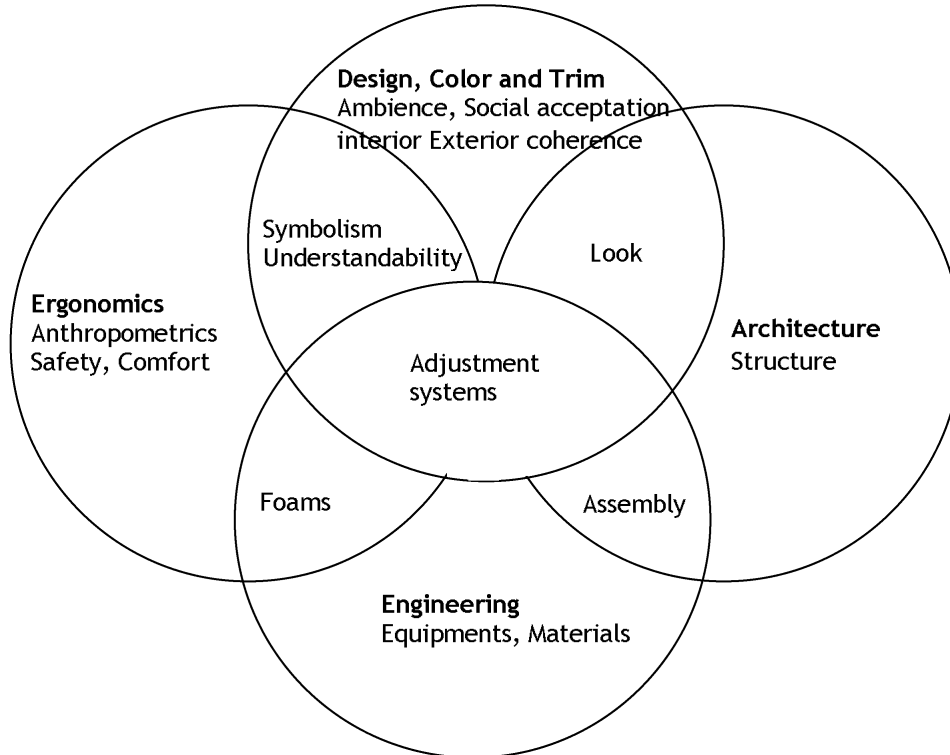 Design, Color and Trim
Ambience, Social acceptation
interior Exterior coherence
Symbolism
Understandability
Look
Ergonomics
Anthropometrics
Safety, Comfort
Architecture
Structure
Adjustment
systems
Foams
Assembly
Engineering
Equipments, Materials